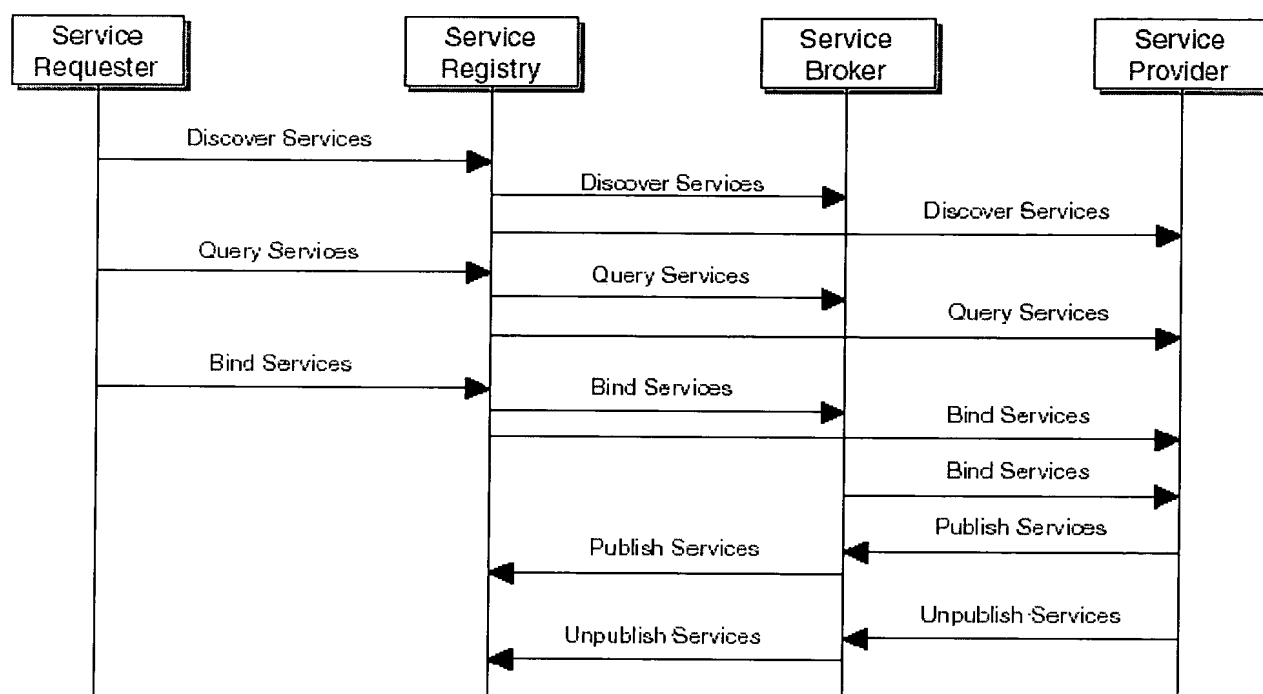 Service
Requester
Service
Registry
Service
Broker
Service
Provider
Discover Services
Discover Services
Discover Services
Query Services
Query Services
Query Services
Bind Services
Bind Services
Bind Services
Bind Services
Publish Services
Publish Services
Unpublish Services
Unpublish Services